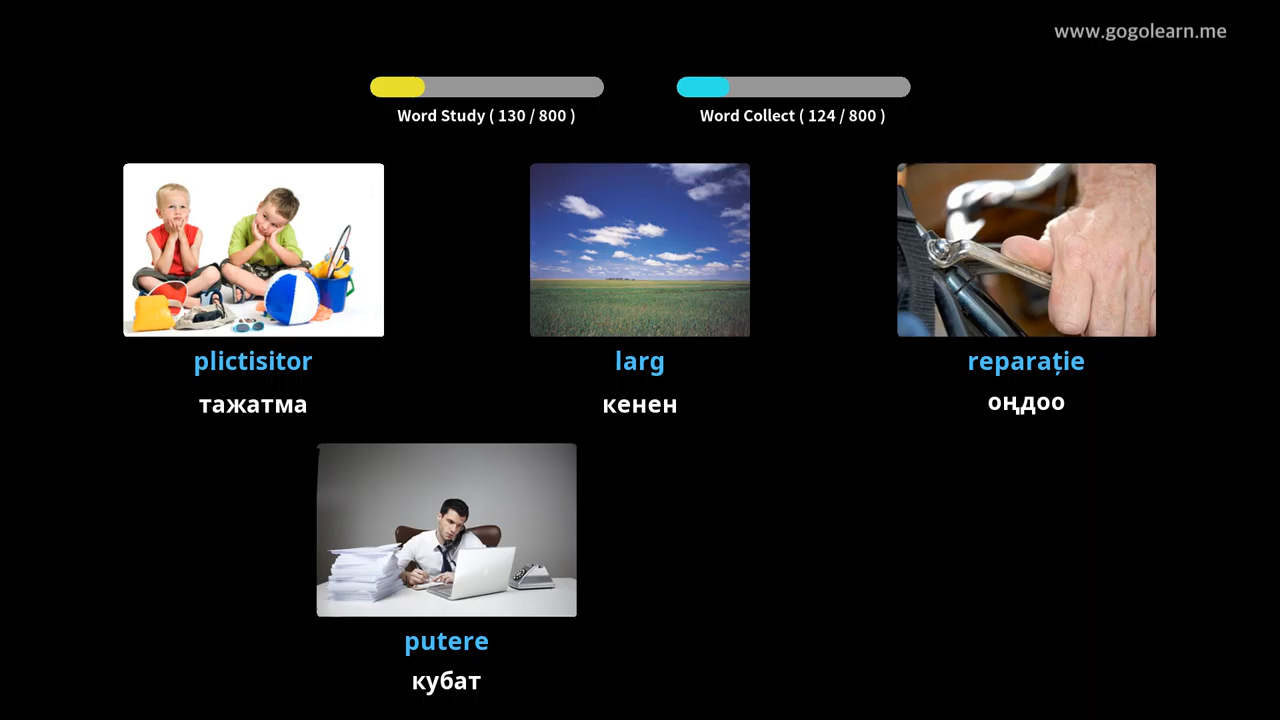 www.gogolearn.me
Word Study ( 130 / 800 )
Word Collect ( 124 / 800 )
plictisitor
тажатма
larg
кенен
reparație
оңдоо
putere
кубат